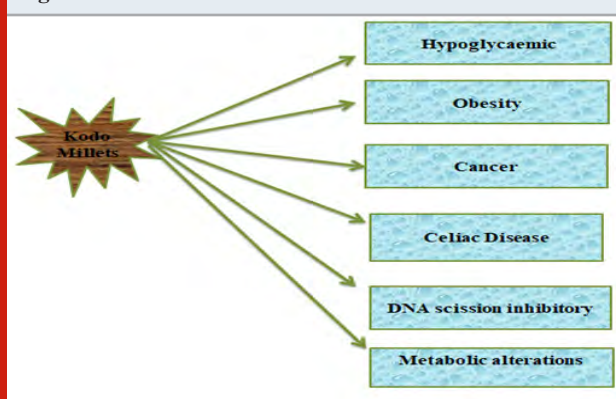 Kodo
Millets
Hypoglycaemic
Obesity
Cancer
Celiac Disease
DNA scission inhibitory
Metabolic alterations